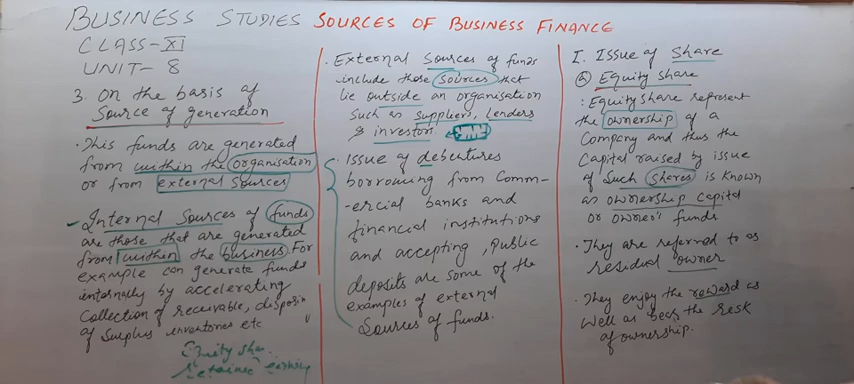 BUSINESS STUDIES SOURCES OF BUSINESS FINANCE
CLASS-XI
UNIT-8
3. On the basis of
Source of generation
• This funds are generated
from within the organisation
or from external sources
- Internal Sources of funds
are those that are generated
from within the business. For
example can generate funds
internally by accelerating
Collection of receivable, disposin
of Surplus inventories etc
Equity sha..
retained earning
• External Sources of funds
include those sources that
lie outside an organisation
Such as suppliers, lenders
& investors
Issue of debentures
borrowing from Comm-
-ercial banks and
financial institutions
and accepting, public
deposits are some of the
examples of external
Sources of funds.
I. Issue of Share
a Equity share
: Equity share represent
the ownership of a
Company and thus the
Capital raised by issue
of Such shares is known
as ownership capital
or owner's funds
• They are referred to as
residual owner
• They enjoy the reward as
well as bear the resk
of ownership.